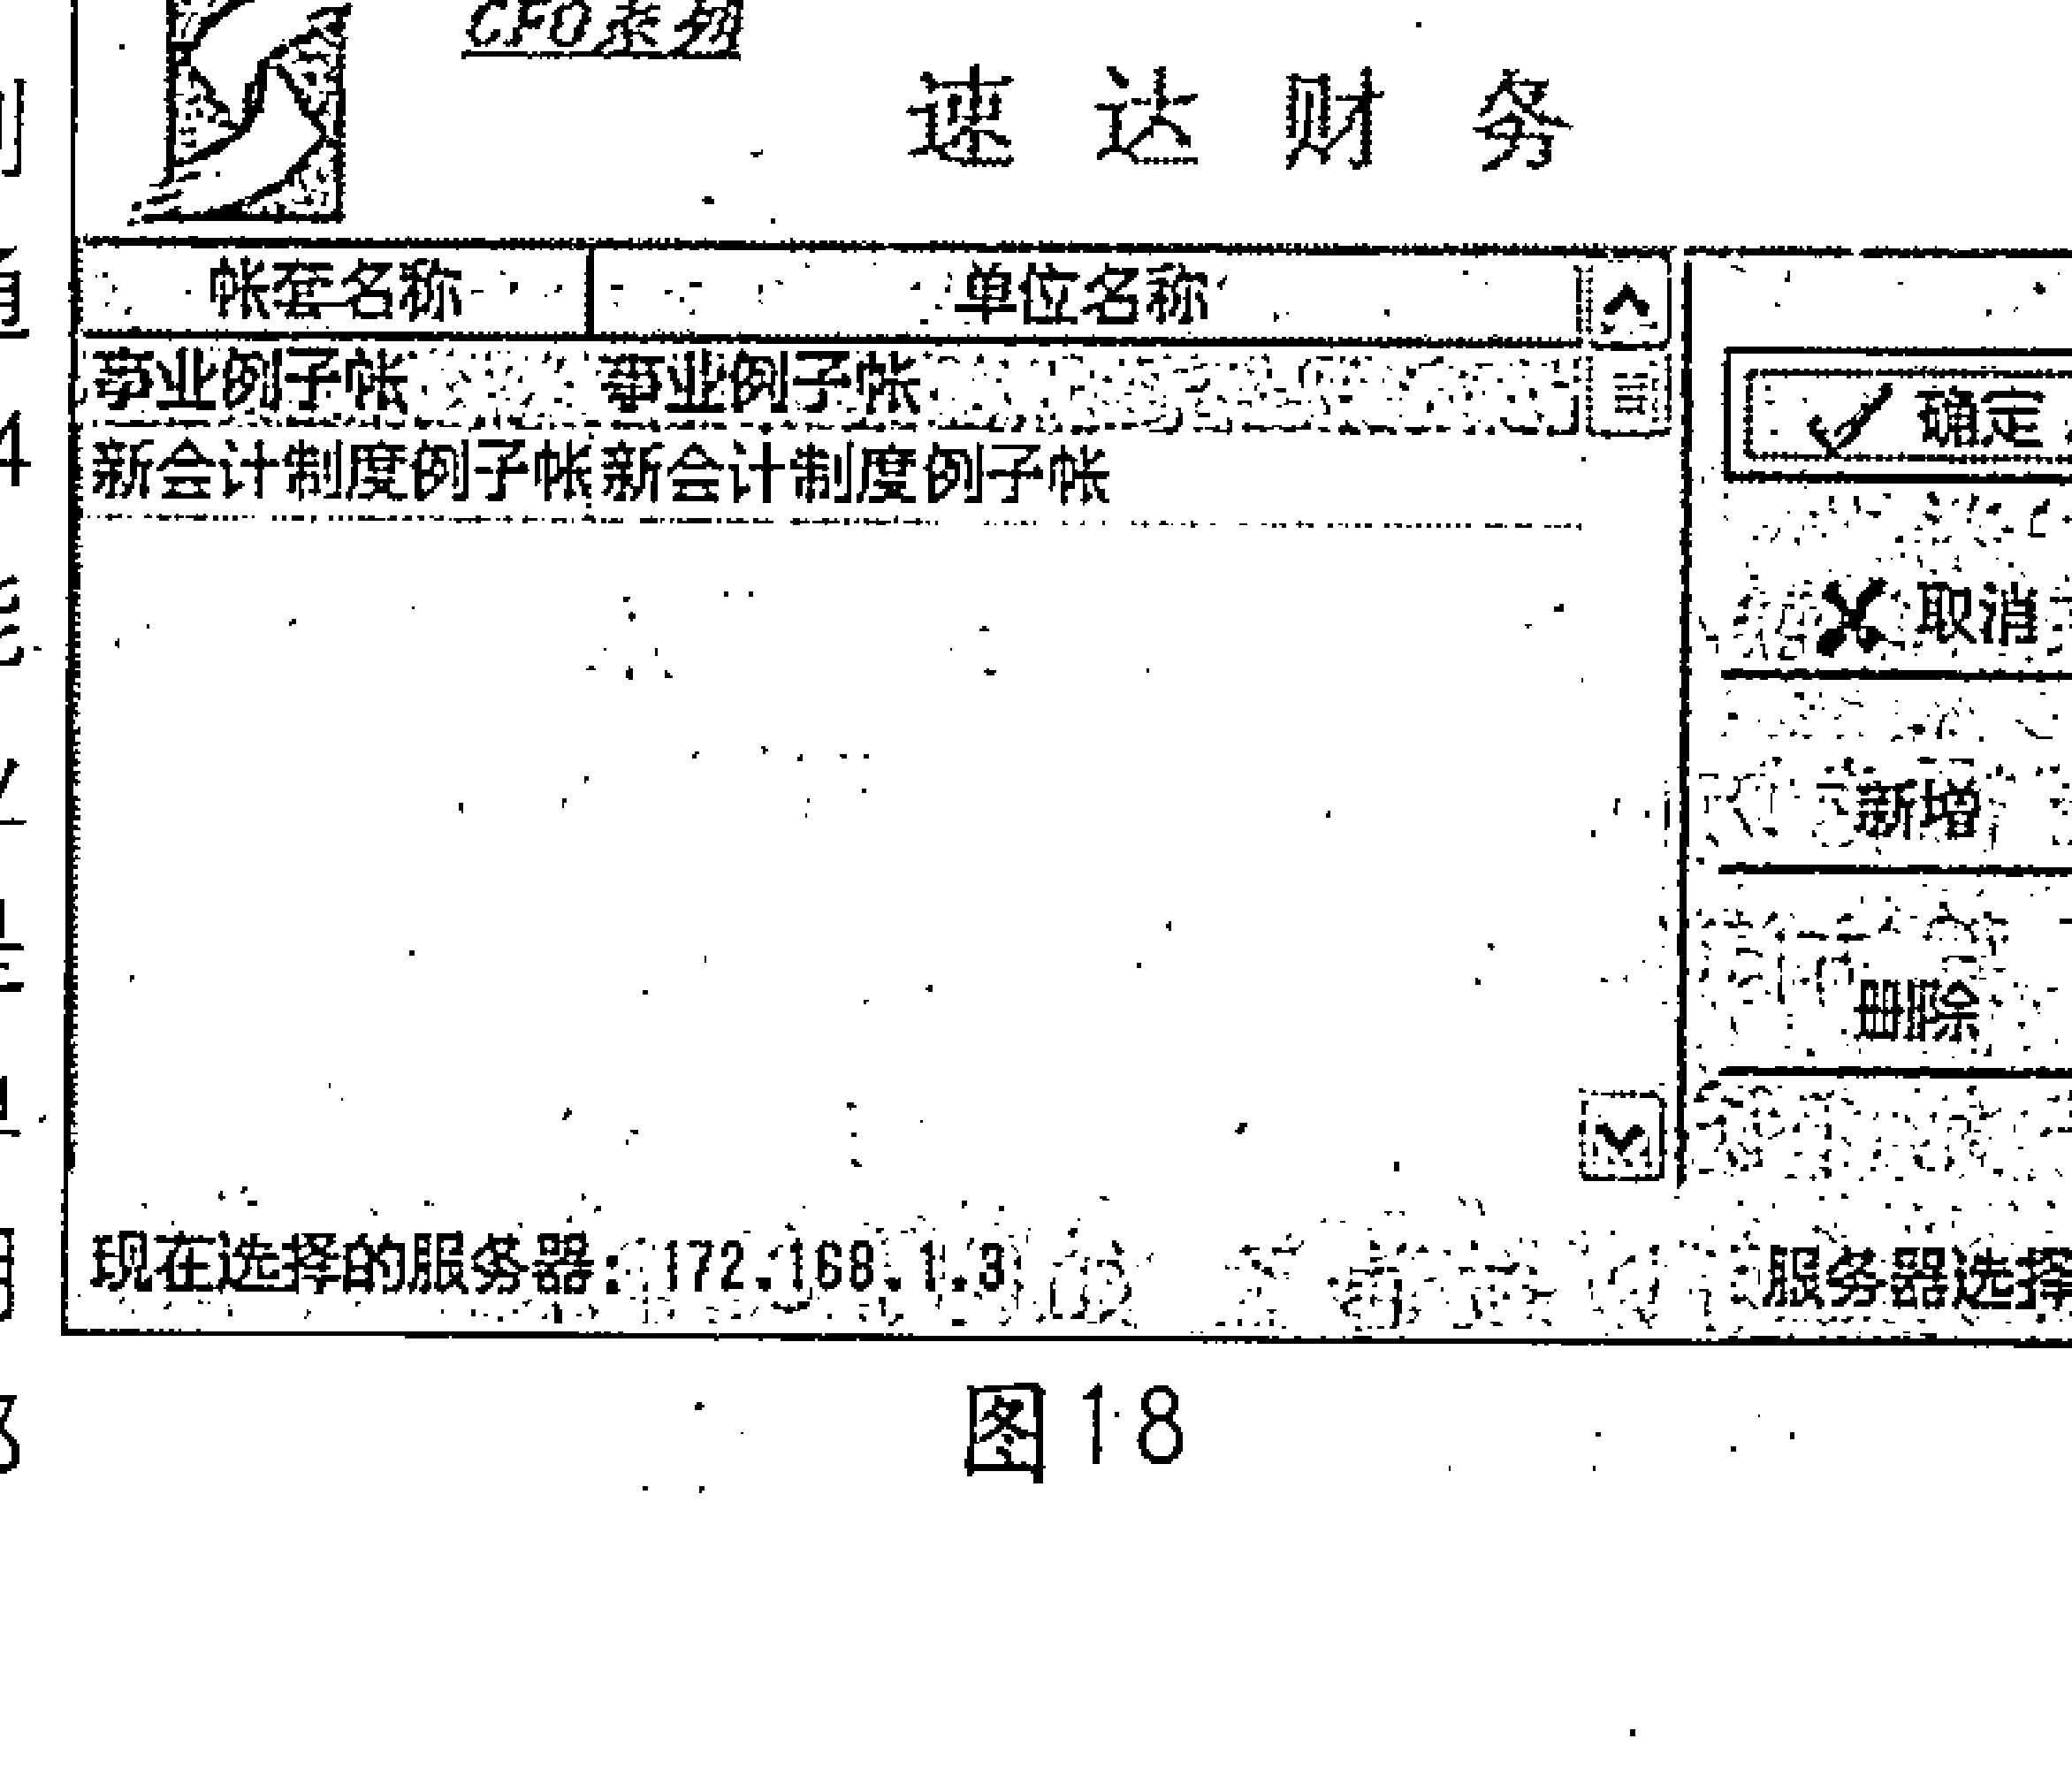 CFO系列
速达财务
帐套名称 单位名称
事业例子帐 事业例子帐
新会计制度例子帐 新会计制度例子帐
确定
取消
新增
删除
现在选择的服务器：172.168.1.3
服务器选择
图18